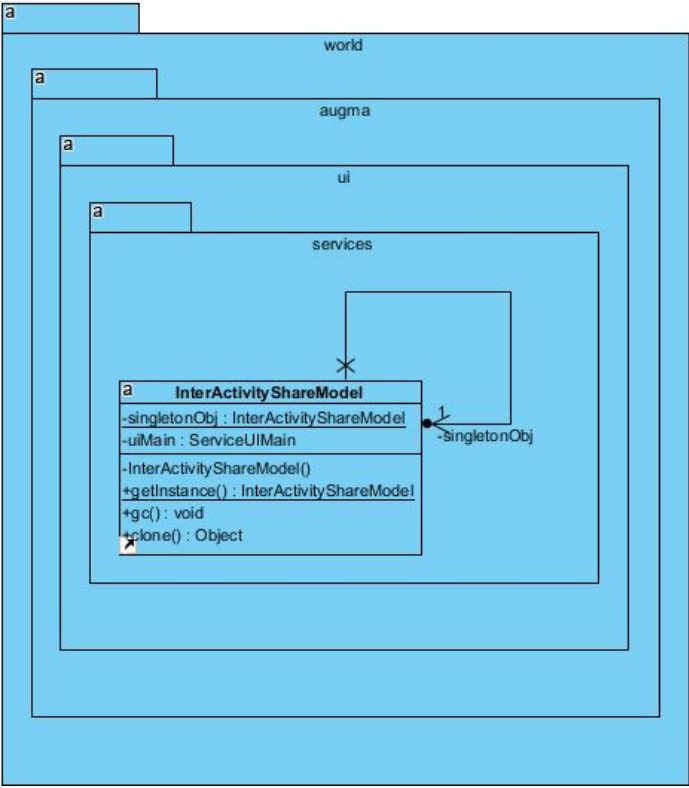 a
world
a
augma
a
ui
a
services
a
InterActivityShareModel
-singletonObj : InterActivityShareModel
-uiMain : ServiceUIMain
-InterActivityShareModel()
+getInstance() : InterActivityShareModel
+gc() : void
+clone() : Object
1
-singletonObj